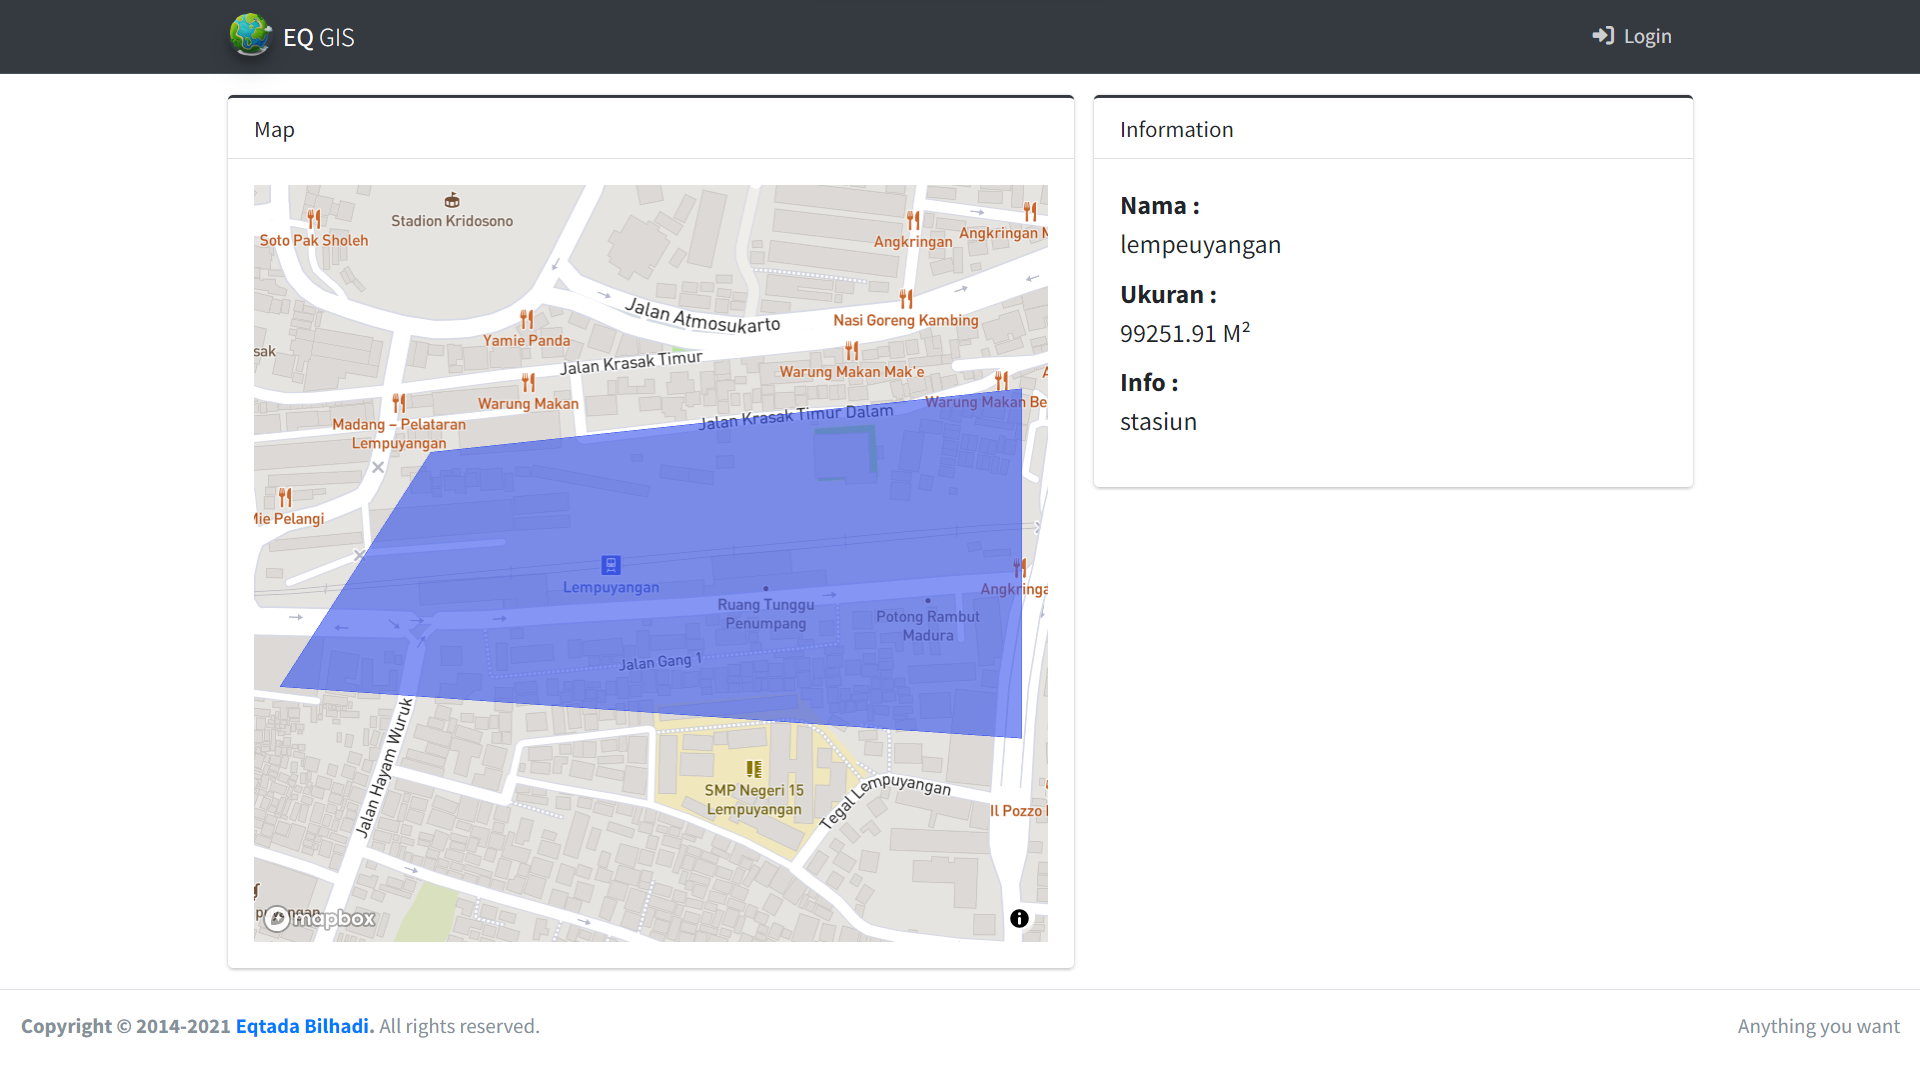 EQ GIS
Login
Map
Information
Nama :
lempeuyangan
Ukuran :
99251.91 M²
Info :
stasiun
Stadion Kridosono
Soto Pak Sholeh
Angkringan
Angkringan
Jalan Atmosukarto
Nasi Goreng Kambing
Yamie Panda
sak
Jalan Krasak Timur
Warung Makan Mak'e
Warung Makan
Warung Makan Be
Jalan Krasak Timur Dalam
Madang – Pelataran
Lempuyangan
Mie Pelangi
Lempuyangan
Angkringa
Ruang Tunggu
Penumpang
Potong Rambut
Madura
Jalan Gang 1
Jalan Hayam Wuruk
SMP Negeri 15
Lempuyangan
Tegal Lempuyangan
Il Pozzo
mapbox
Copyright © 2014-2021 Eqtada Bilhadi. All rights reserved.
Anything you want